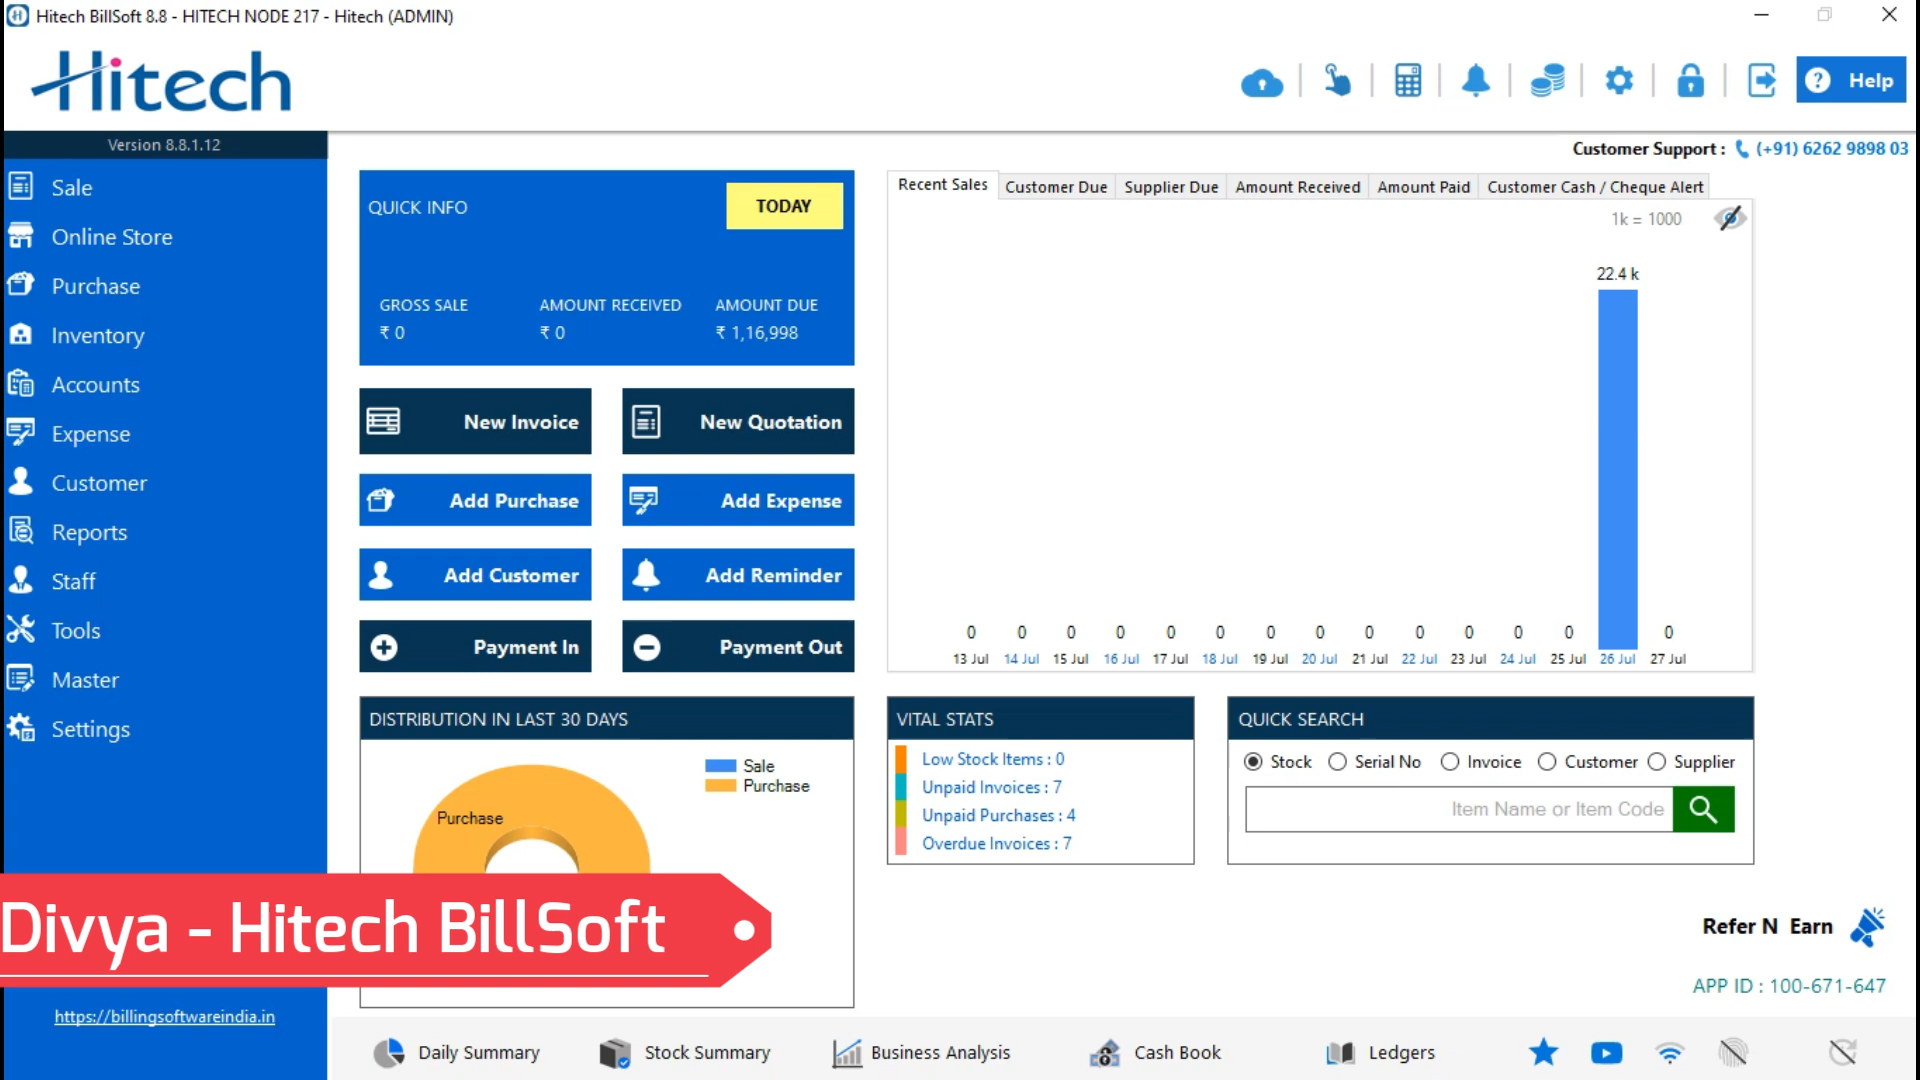 Hitech BillSoft 8.8 - HITECH NODE 217 - Hitech (ADMIN)
Hitech
? Help
Version 8.8.1.12
Customer Support : (+91) 6262 9898 03
Sale
Online Store
Purchase
Inventory
Accounts
Expense
Customer
Reports
Staff
Tools
Master
Settings
https://billingsoftwareindia.in
QUICK INFO
TODAY
GROSS SALE AMOUNT RECEIVED AMOUNT DUE
₹ 0 ₹ 0 ₹ 1,16,998
New Invoice New Quotation
Add Purchase Add Expense
Add Customer Add Reminder
Payment In Payment Out
Recent Sales Customer Due Supplier Due Amount Received Amount Paid Customer Cash / Cheque Alert
1k = 1000
22.4 k
0 0 0 0 0 0 0 0 0 0 0 0 0 0
13 Jul 14 Jul 15 Jul 16 Jul 17 Jul 18 Jul 19 Jul 20 Jul 21 Jul 22 Jul 23 Jul 24 Jul 25 Jul 26 Jul 27 Jul
DISTRIBUTION IN LAST 30 DAYS
Sale
Purchase
Purchase
VITAL STATS
Low Stock Items : 0
Unpaid Invoices : 7
Unpaid Purchases : 4
Overdue Invoices : 7
QUICK SEARCH
Stock Serial No Invoice Customer Supplier
Item Name or Item Code
Divya - Hitech BillSoft
Refer N Earn
APP ID : 100-671-647
Daily Summary Stock Summary Business Analysis Cash Book Ledgers